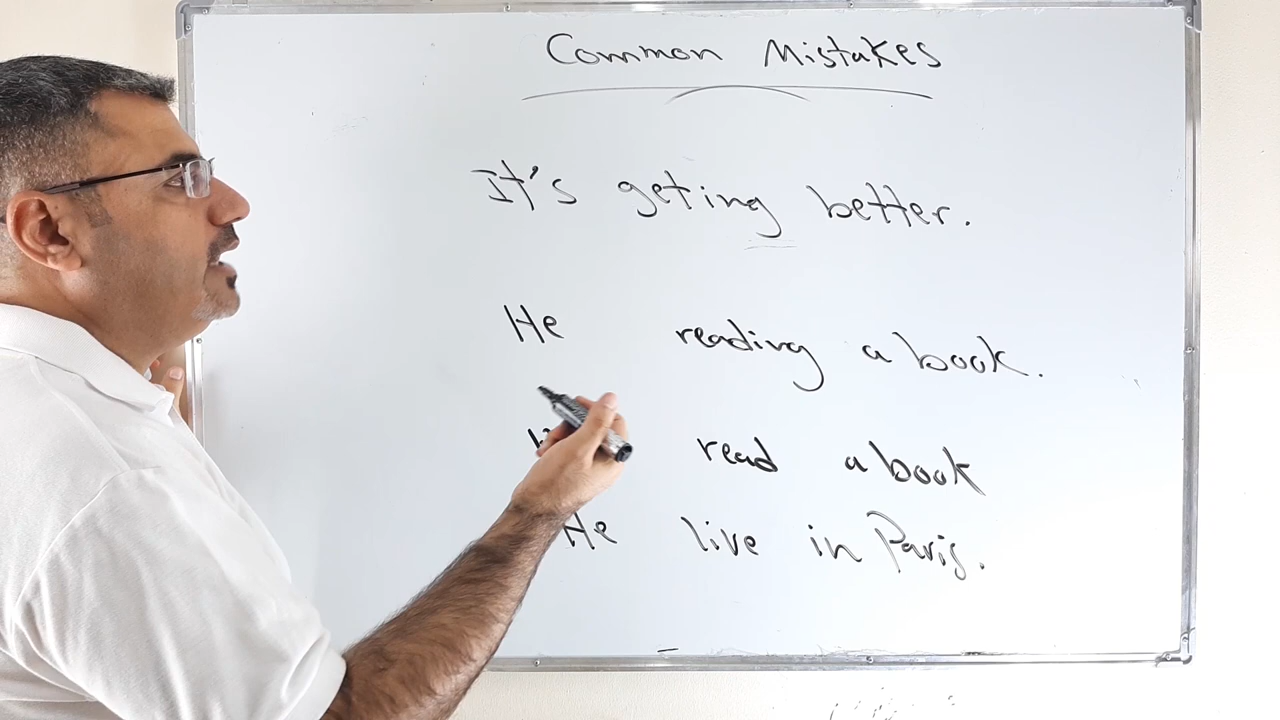 Common Mistakes
It's geting better.
He reading a book.
read a book
He live in Paris.